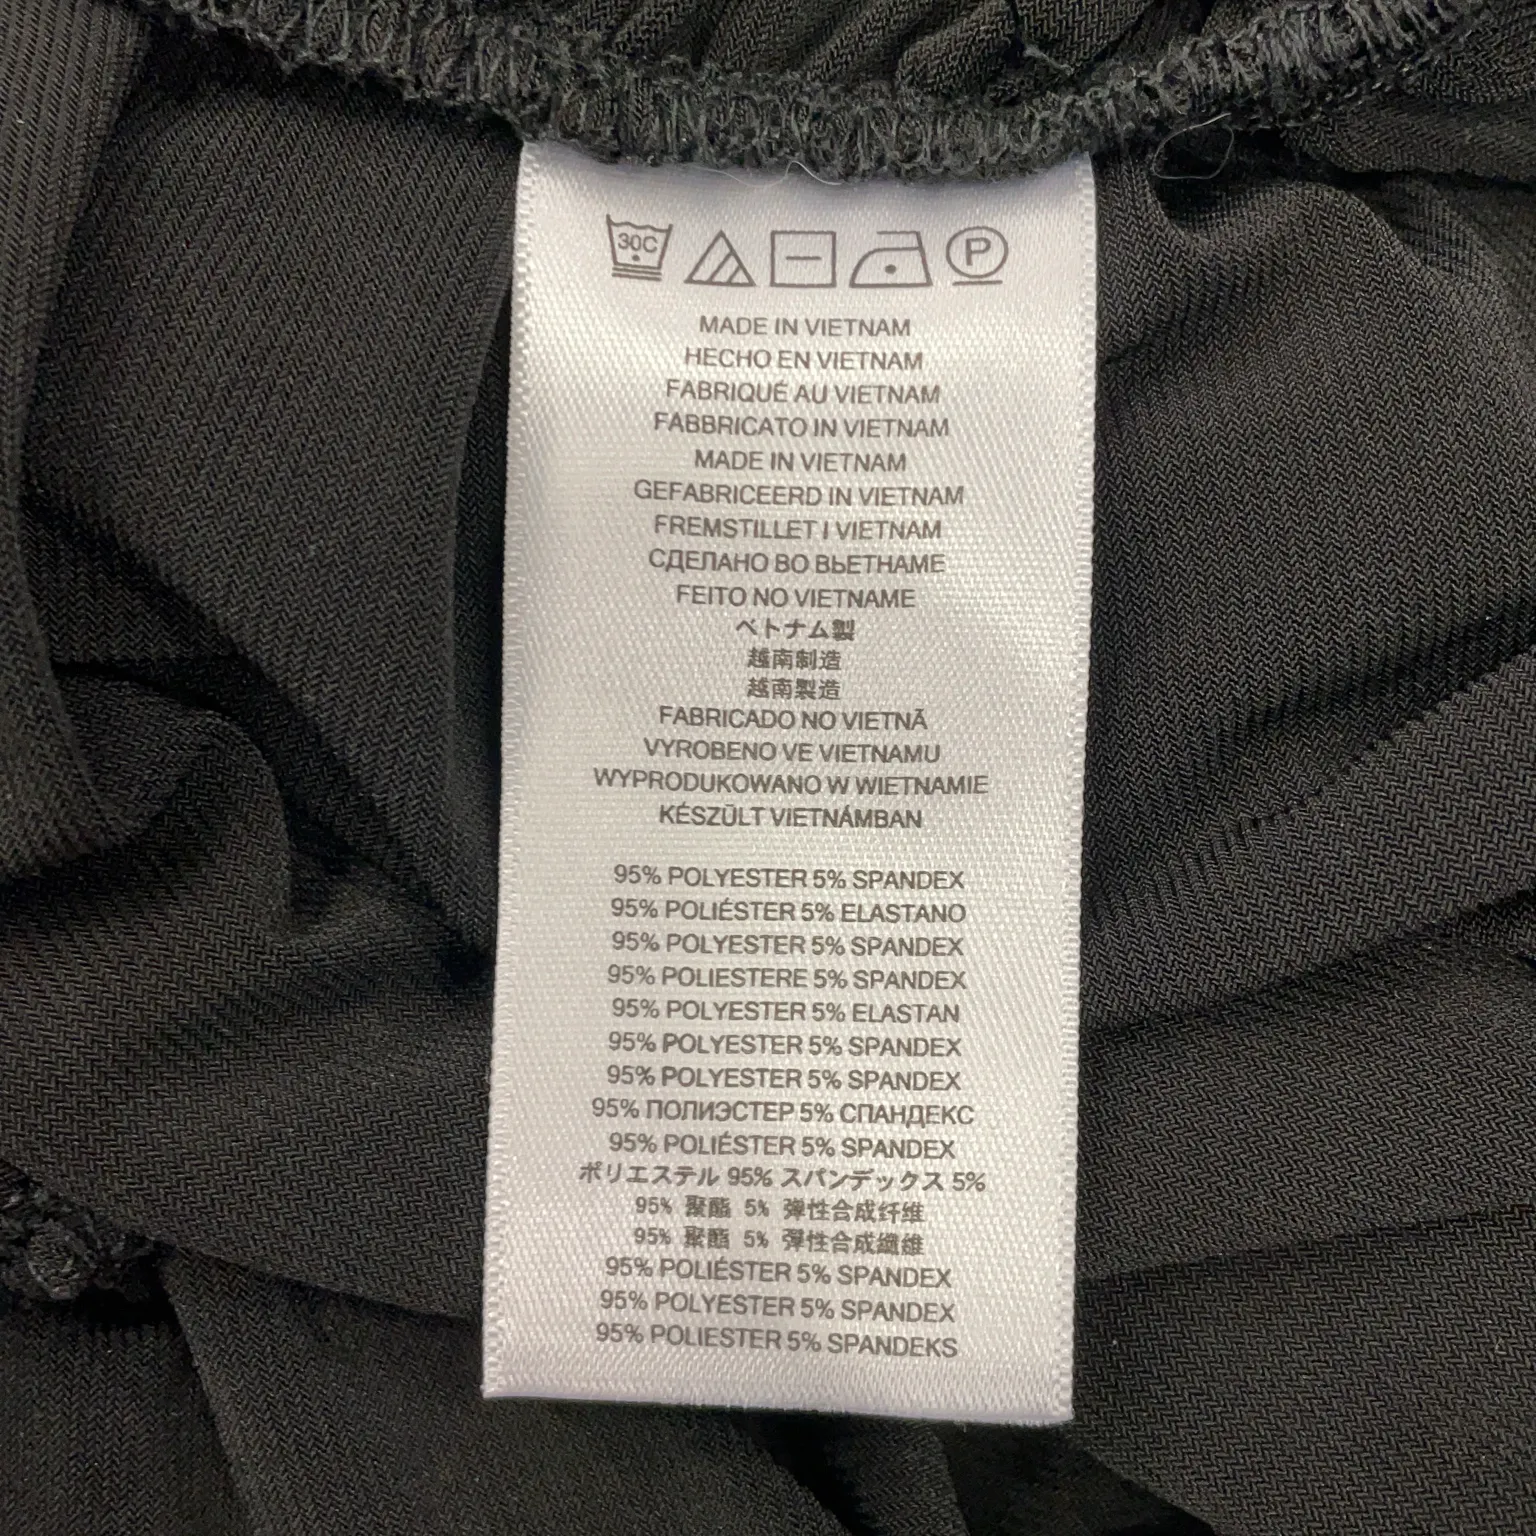 30C
P
MADE IN VIETNAM
HECHO EN VIETNAM
FABRIQUÉ AU VIETNAM
FABBRICATO IN VIETNAM
MADE IN VIETNAM
GEFABRICEERD IN VIETNAM
FREMSTILLET I VIETNAM
СДЕЛАНО ВО ВЬЕТНАМЕ
FEITO NO VIETNAME
ベトナム製
越南制造
越南製造
FABRICADO NO VIETNÃ
VYROBENO VE VIETNAMU
WYPRODUKOWANO W WIETNAMIE
KÉSZÜLT VIETNÁMBAN
95% POLYESTER 5% SPANDEX
95% POLIÉSTER 5% ELASTANO
95% POLYESTER 5% SPANDEX
95% POLIESTERE 5% SPANDEX
95% POLYESTER 5% ELASTAN
95% POLYESTER 5% SPANDEX
95% POLYESTER 5% SPANDEX
95% ПОЛИЭСТЕР 5% СПАНДЕКС
95% POLIÉSTER 5% SPANDEX
ポリエステル 95% スパンデックス 5%
95% 聚酯 5% 弹性合成纤维
95% 聚酯 5% 彈性合成纖維
95% POLIÉSTER 5% SPANDEX
95% POLYESTER 5% SPANDEX
95% POLIESTER 5% SPANDEKS